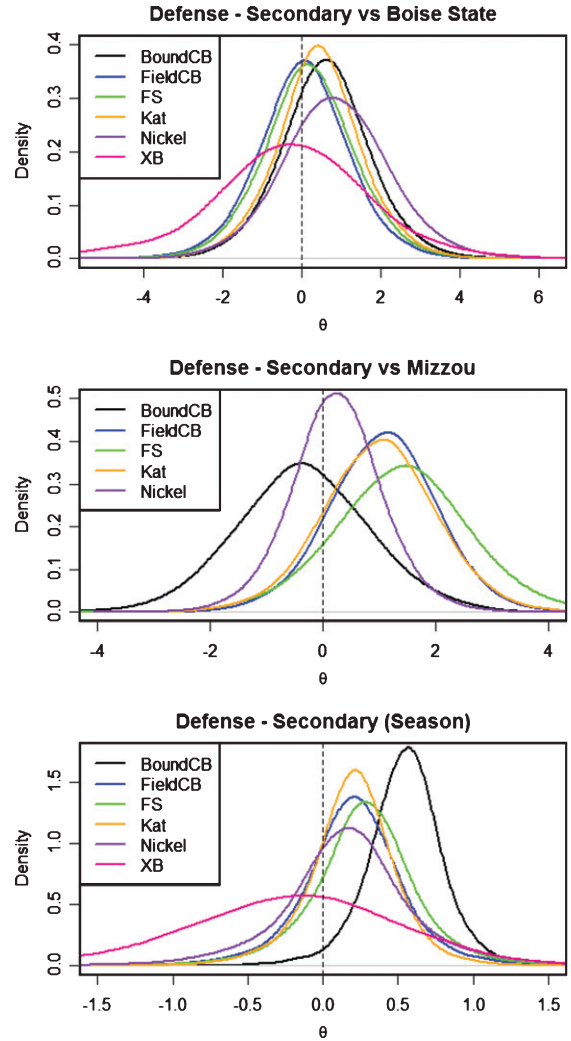 Defense - Secondary vs Boise State
BoundCB
FieldCB
FS
Kat
Nickel
XB
Density
0.0 0.1 0.2 0.3 0.4
-4 -2 0 2 4 6
θ
Defense - Secondary vs Mizzou
BoundCB
FieldCB
FS
Kat
Nickel
Density
0.0 0.1 0.2 0.3 0.4 0.5
-4 -2 0 2 4
θ
Defense - Secondary (Season)
BoundCB
FieldCB
FS
Kat
Nickel
XB
Density
0.0 0.5 1.0 1.5
-1.5 -1.0 -0.5 0.0 0.5 1.0 1.5
θ